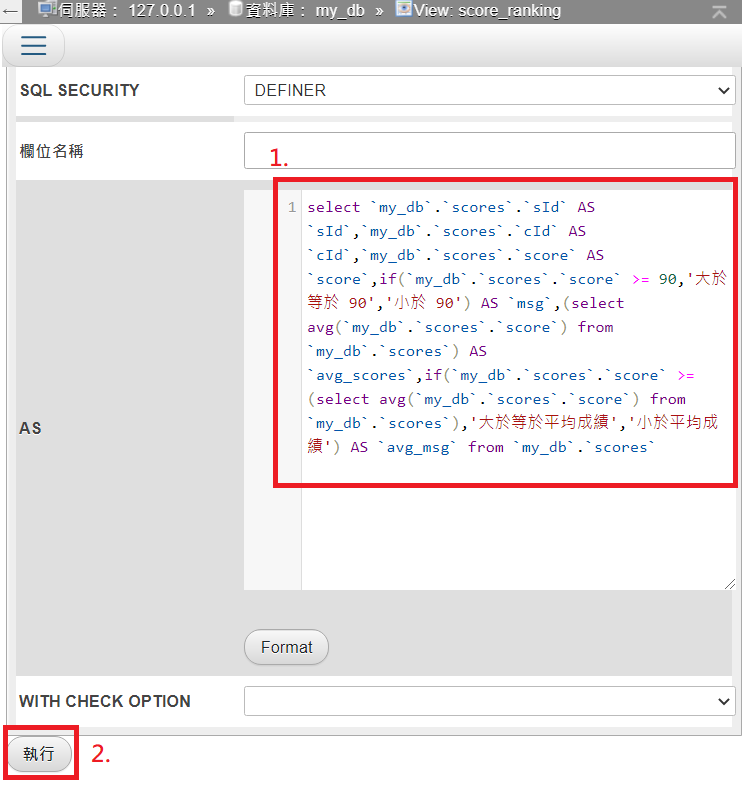 伺服器： 127.0.0.1 » 資料庫： my_db » View: score_ranking
SQL SECURITY
DEFINER
欄位名稱
1.
1 select `my_db`.`scores`.`sId` AS
`sId`,`my_db`.`scores`.`cId` AS
`cId`,`my_db`.`scores`.`score` AS
`score`,if(`my_db`.`scores`.`score` >= 90,'大於
等於 90','小於 90') AS `msg`,(select
avg(`my_db`.`scores`.`score`) from
`my_db`.`scores`) AS
`avg_scores`,if(`my_db`.`scores`.`score` >=
(select avg(`my_db`.`scores`.`score`) from
`my_db`.`scores`),'大於等於平均成績','小於平均成
績') AS `avg_msg` from `my_db`.`scores`
AS
Format
WITH CHECK OPTION
執行
2.